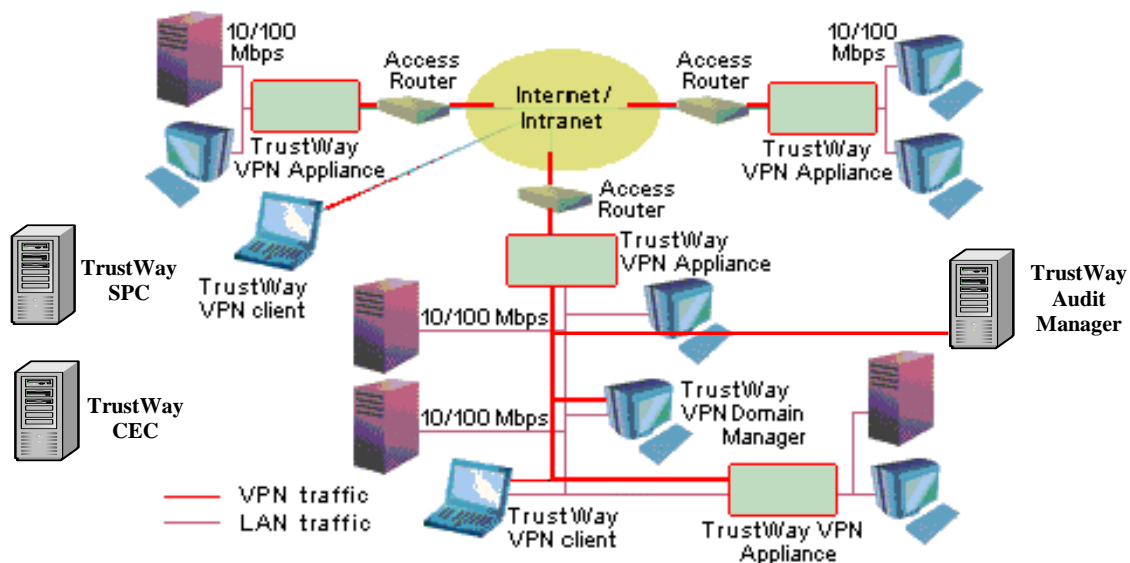 10/100
Mbps
Access
Router
Internet/
Intranet
Access
Router
10/100
Mbps
TrustWay
VPN Appliance
TrustWay
VPN Appliance
Access
Router
TrustWay
SPC
TrustWay
VPN client
TrustWay
VPN Appliance
TrustWay
Audit
Manager
10/100 Mbps
TrustWay
CEC
10/100 Mbps
TrustWay
VPN Domain
Manager
VPN traffic
LAN traffic
TrustWay
VPN client
TrustWay VPN
Appliance